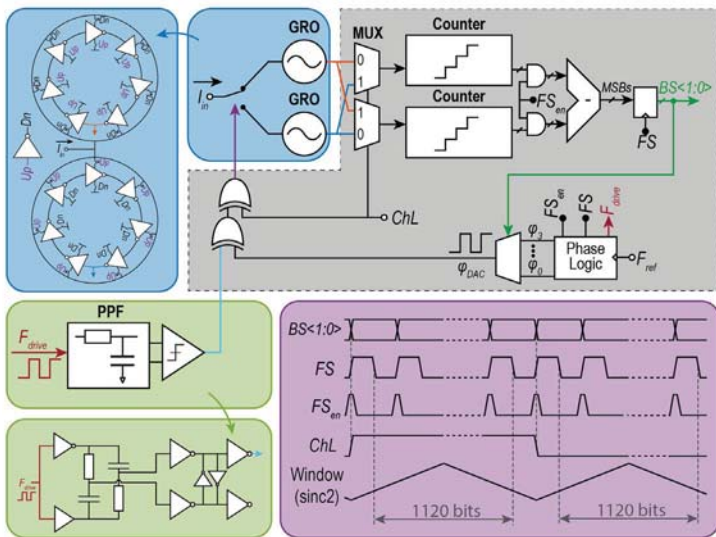 GRO
GRO
I_in
MUX
0
1
1
0
Counter
Counter
FS_en
-
MSBs
BS<1:0>
FS
ChL
φ_DAC
φ_3
φ_0
FS_en
FS
F_drive
Phase
Logic
F_ref
Dn
Up
I_in
PPF
F_drive
F_drive
BS<1:0>
FS
FS_en
ChL
Window
(sinc2)
1120 bits
1120 bits